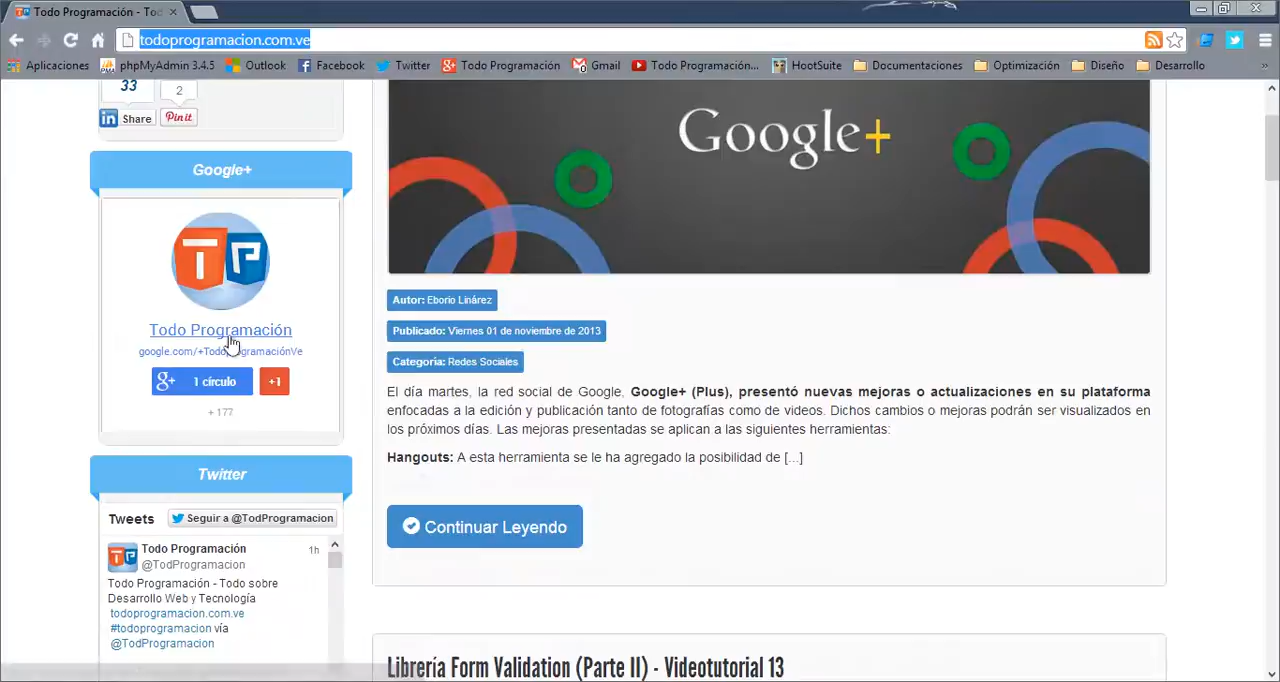 Todo Programación - Tod
todoprogramacion.com.ve
Aplicaciones
phpMyAdmin 3.4.5
Outlook
Facebook
Twitter
Todo Programación
Gmail
Todo Programación...
HootSuite
Documentaciones
Optimización
Diseño
Desarrollo
»
33
2
in Share
Pin it
Google+
TP
Todo Programación
google.com/+TodoProgramaciónVe
g+ 1 círculo
+1
+ 177
Twitter
Tweets
Seguir a @TodProgramacion
Todo Programación
1h
@TodProgramacion
Todo Programación - Todo sobre
Desarrollo Web y Tecnología
todoprogramacion.com.ve
#todoprogramacion vía
@TodProgramacion
Google+
Autor: Eborio Linárez
Publicado: Viernes 01 de noviembre de 2013
Categoría: Redes Sociales
El día martes, la red social de Google, Google+ (Plus), presentó nuevas mejoras o actualizaciones en su plataforma
enfocadas a la edición y publicación tanto de fotografías como de videos. Dichos cambios o mejoras podrán ser visualizados en
los próximos días. Las mejoras presentadas se aplican a las siguientes herramientas:
Hangouts: A esta herramienta se le ha agregado la posibilidad de [...]
Continuar Leyendo
Librería Form Validation (Parte II) - Videotutorial 13